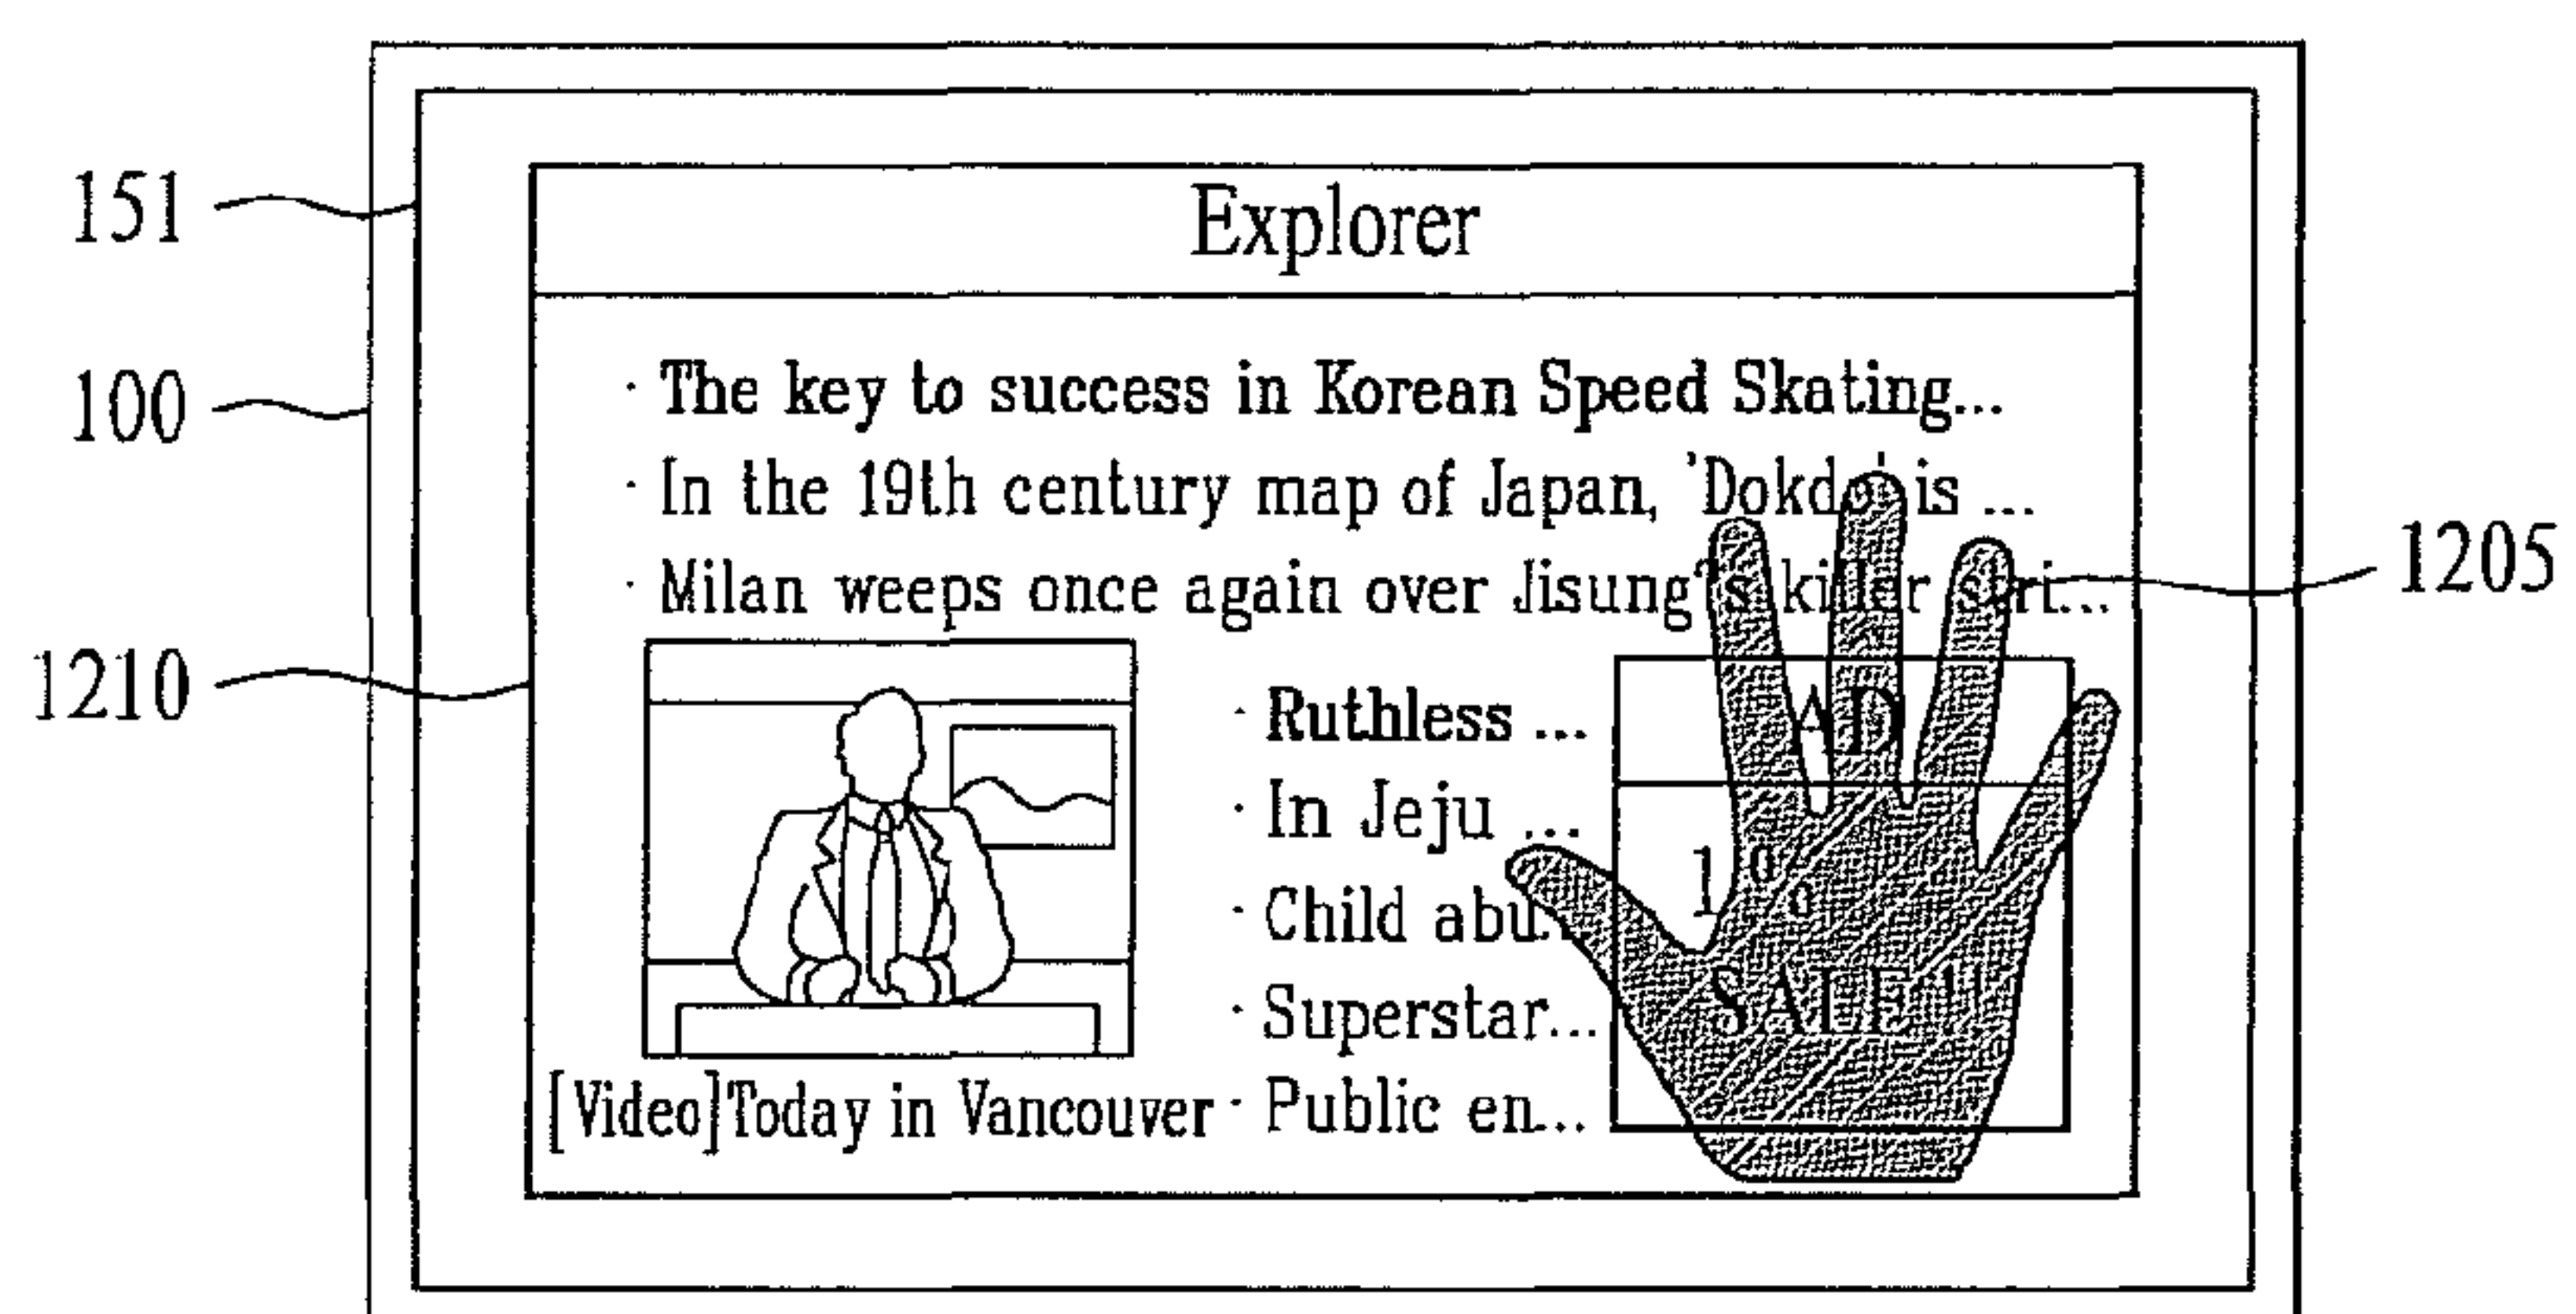 151
100
1210
1205
Explorer
· The key to success in Korean Speed Skating...
· In the 19th century map of Japan, 'Dokdo' is ...
· Milan weeps once again over Jisung's killer stri...
· Ruthless ...
· In Jeju ...
· Child abu...
· Superstar...
· Public en...
[Video]Today in Vancouver
AD
SALE!!